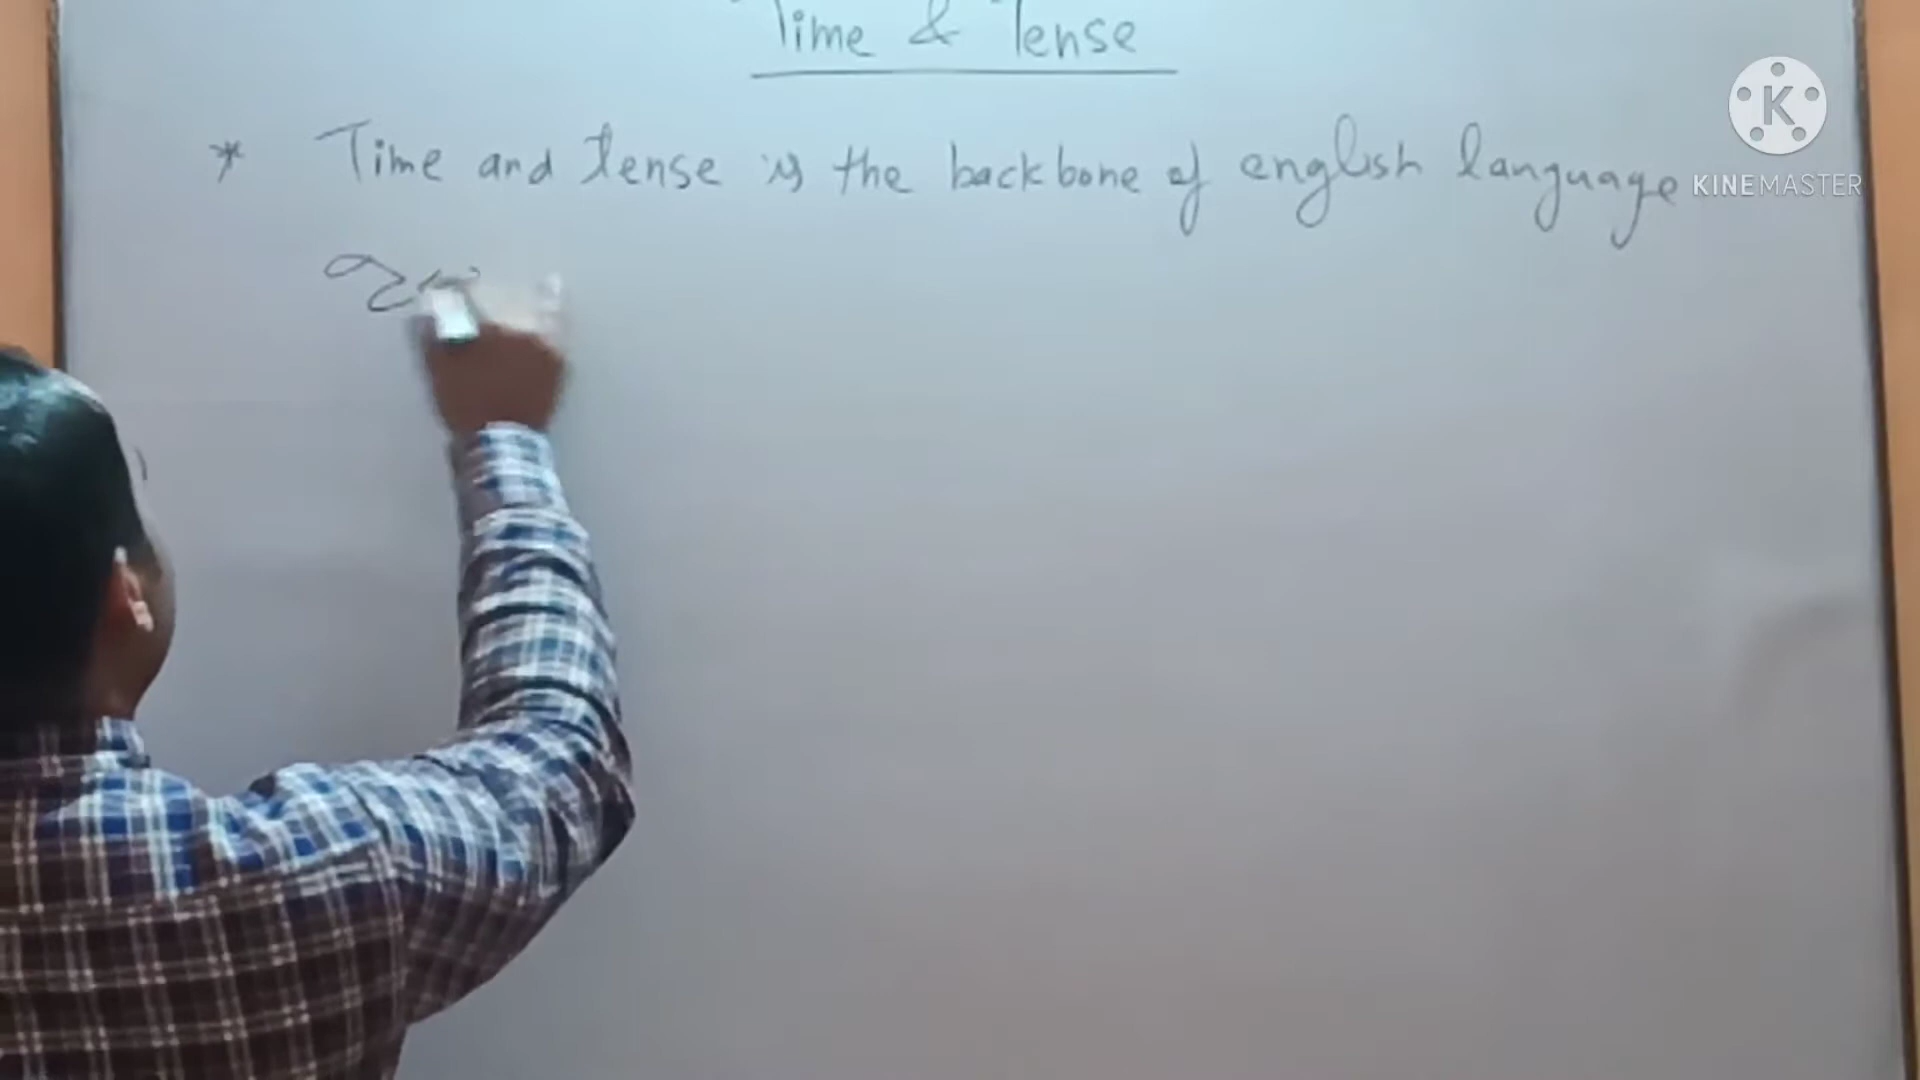 Time & Tense
* Time and tense is the backbone of english language
K
KINEMASTER